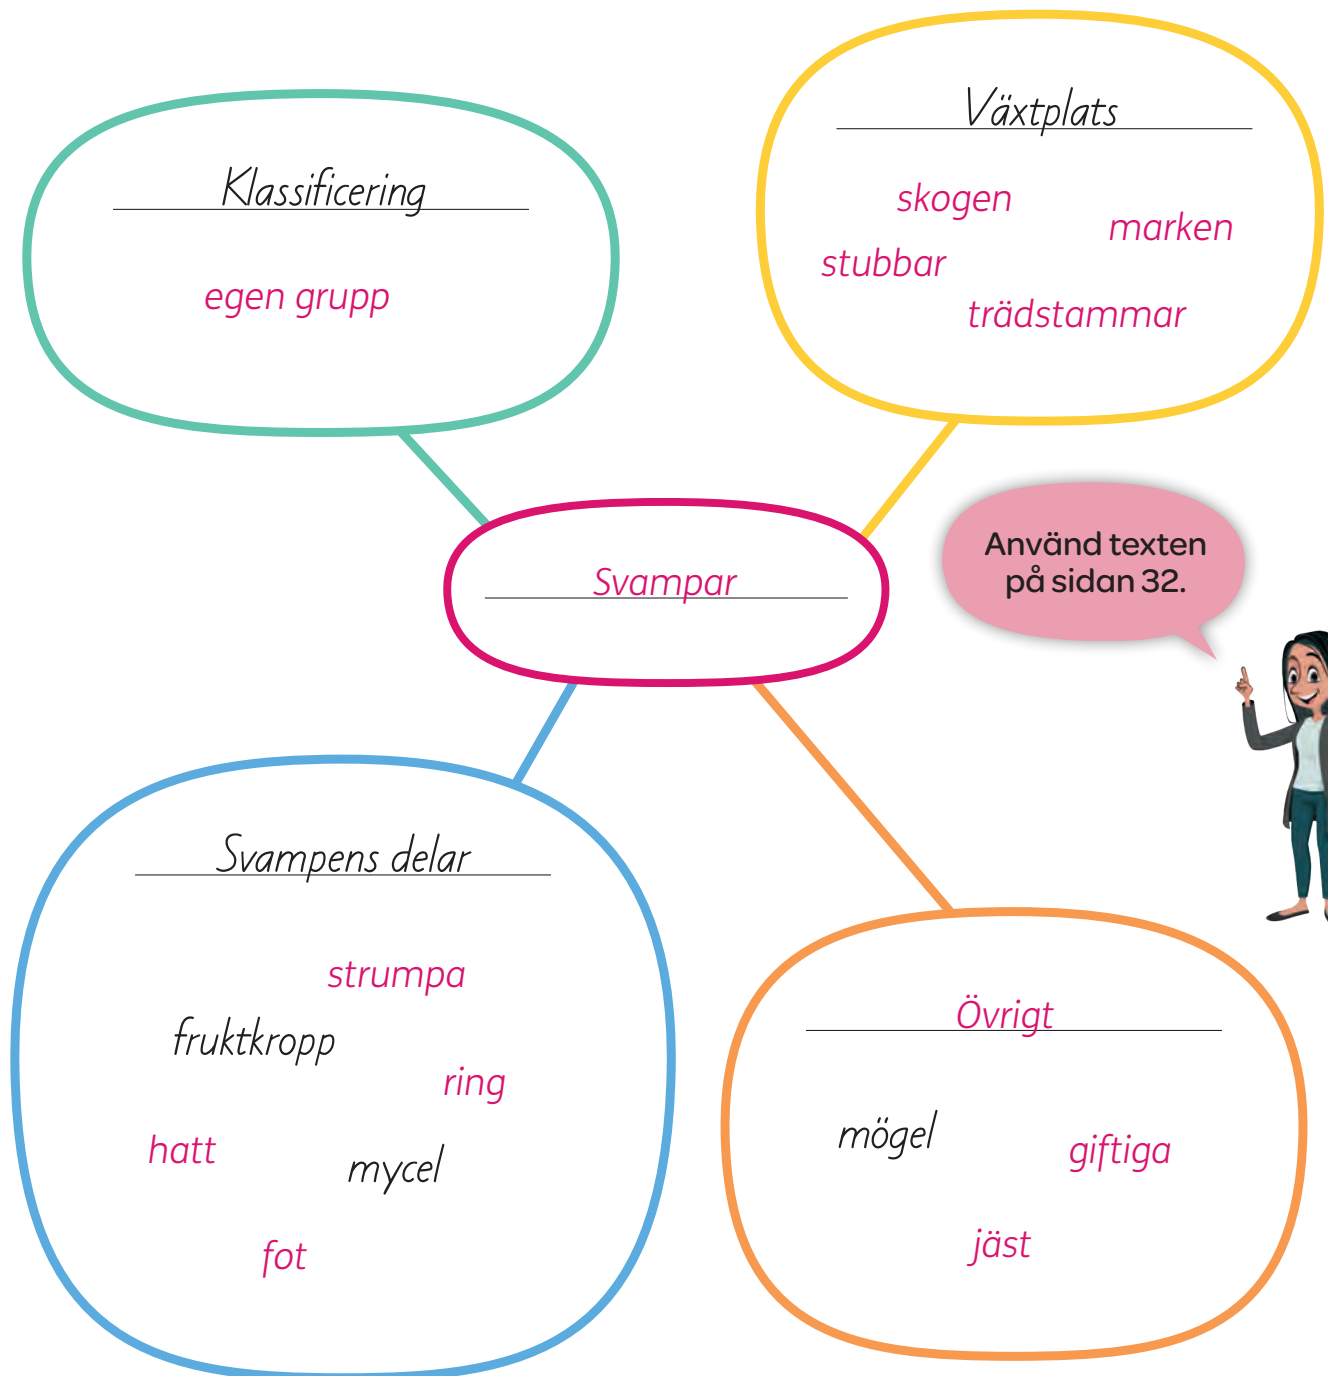 Klassificering
egen grupp
Växtplats
skogen
marken
stubbar
trädstammar
Svampar
Använd texten
på sidan 32.
Svampens delar
strumpa
fruktkropp
ring
hatt
mycel
fot
Övrigt
mögel
giftiga
jäst